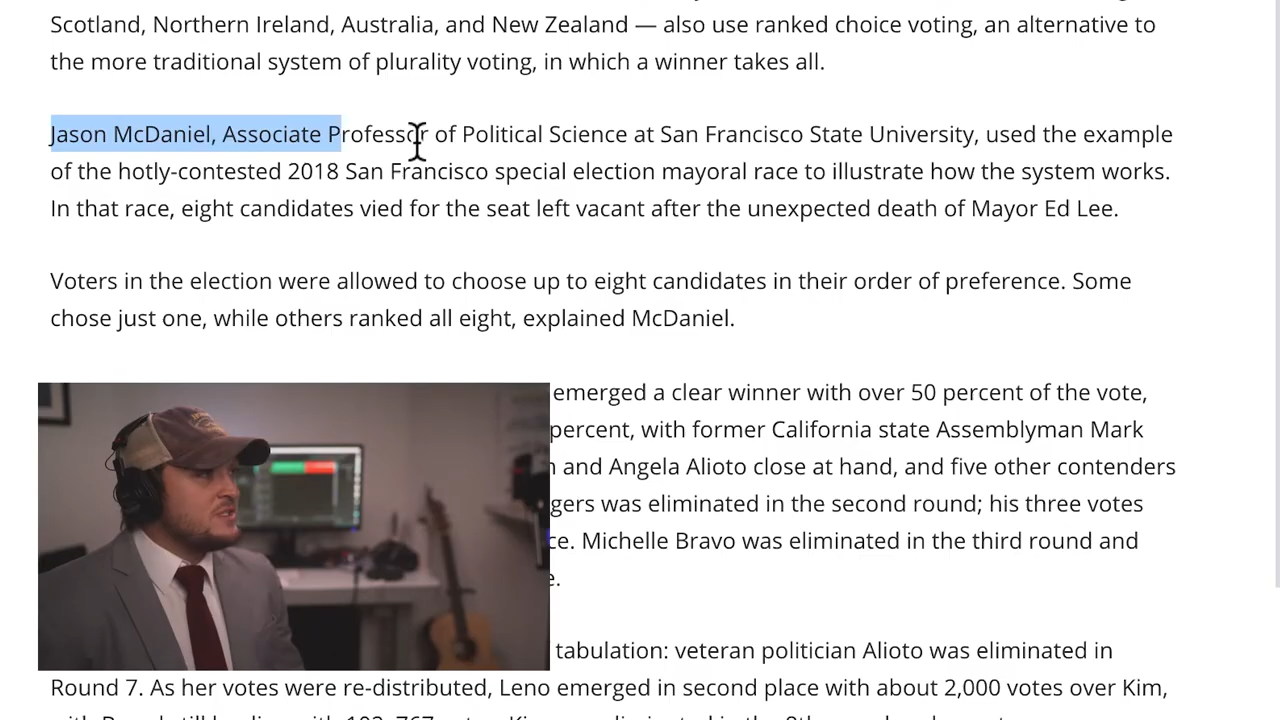 Scotland, Northern Ireland, Australia, and New Zealand — also use ranked choice voting, an alternative to
the more traditional system of plurality voting, in which a winner takes all.
Jason McDaniel, Associate Professor of Political Science at San Francisco State University, used the example
of the hotly-contested 2018 San Francisco special election mayoral race to illustrate how the system works.
In that race, eight candidates vied for the seat left vacant after the unexpected death of Mayor Ed Lee.
Voters in the election were allowed to choose up to eight candidates in their order of preference. Some
chose just one, while others ranked all eight, explained McDaniel.
emerged a clear winner with over 50 percent of the vote,
percent, with former California state Assemblyman Mark
and Angela Alioto close at hand, and five other contenders
gers was eliminated in the second round; his three votes
ce. Michelle Bravo was eliminated in the third round and
e.
tabulation: veteran politician Alioto was eliminated in
Round 7. As her votes were re-distributed, Leno emerged in second place with about 2,000 votes over Kim,